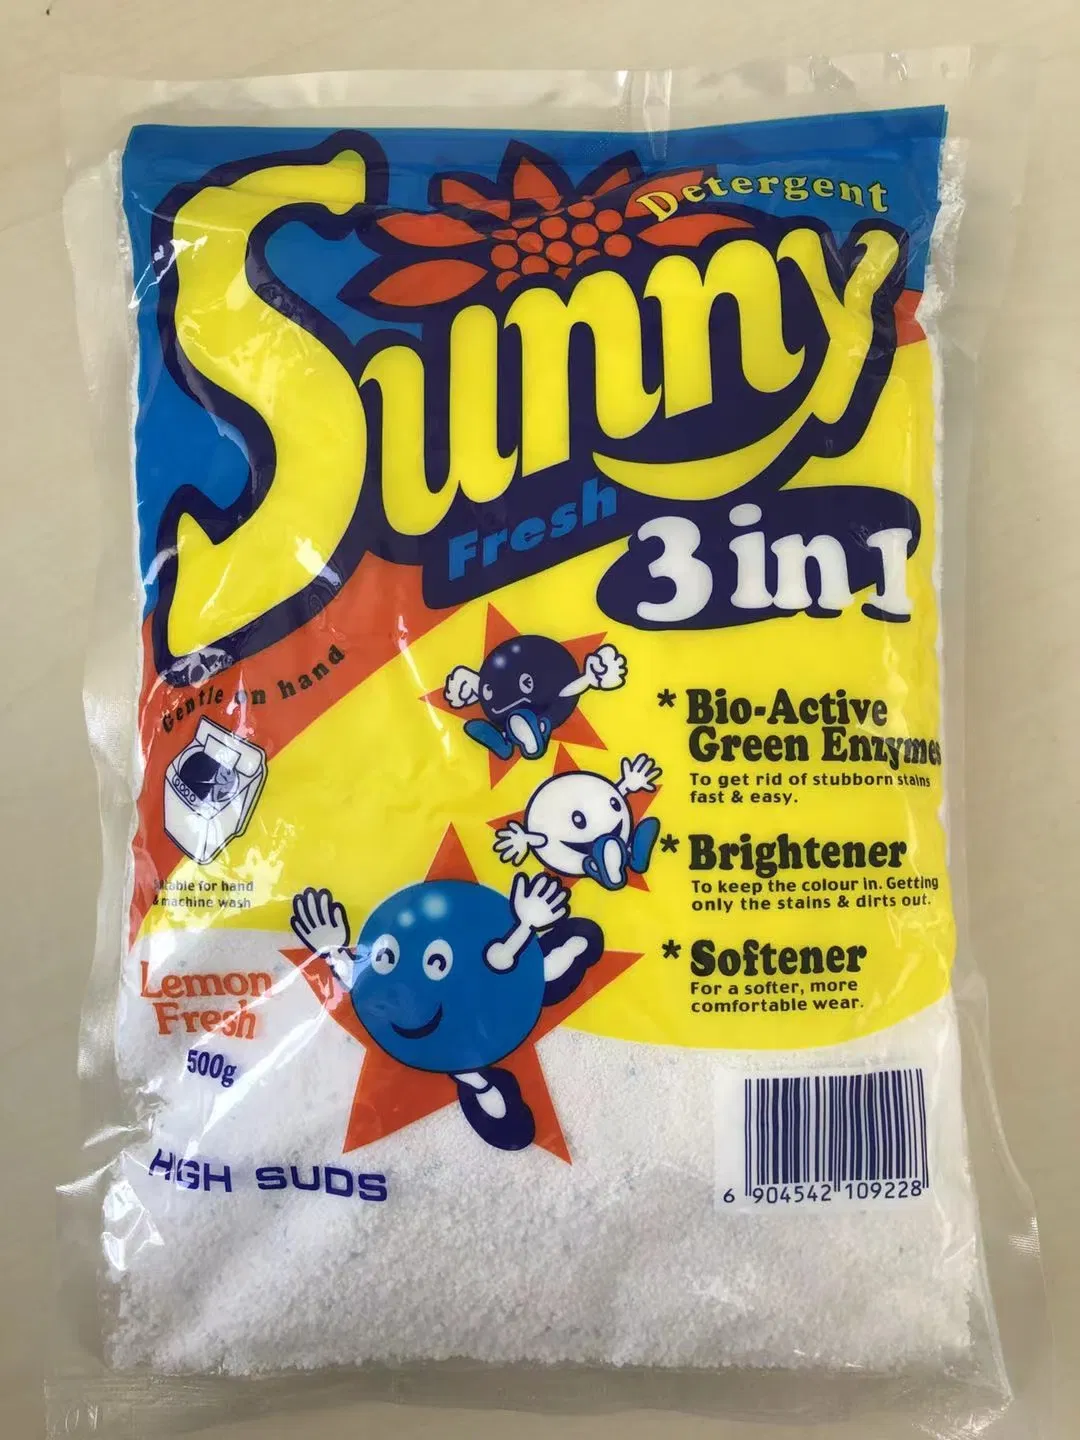 Detergent
Sunny
Fresh
3 in 1
Gentle on hand
Suitable for hand
& machine wash
* Bio-Active
Green Enzymes
To get rid of stubborn stains
fast & easy.
* Brightener
To keep the colour in. Getting
only the stains & dirts out.
* Softener
For a softer, more
comfortable wear.
Lemon
Fresh
500g
HIGH SUDS
6 904542 109228